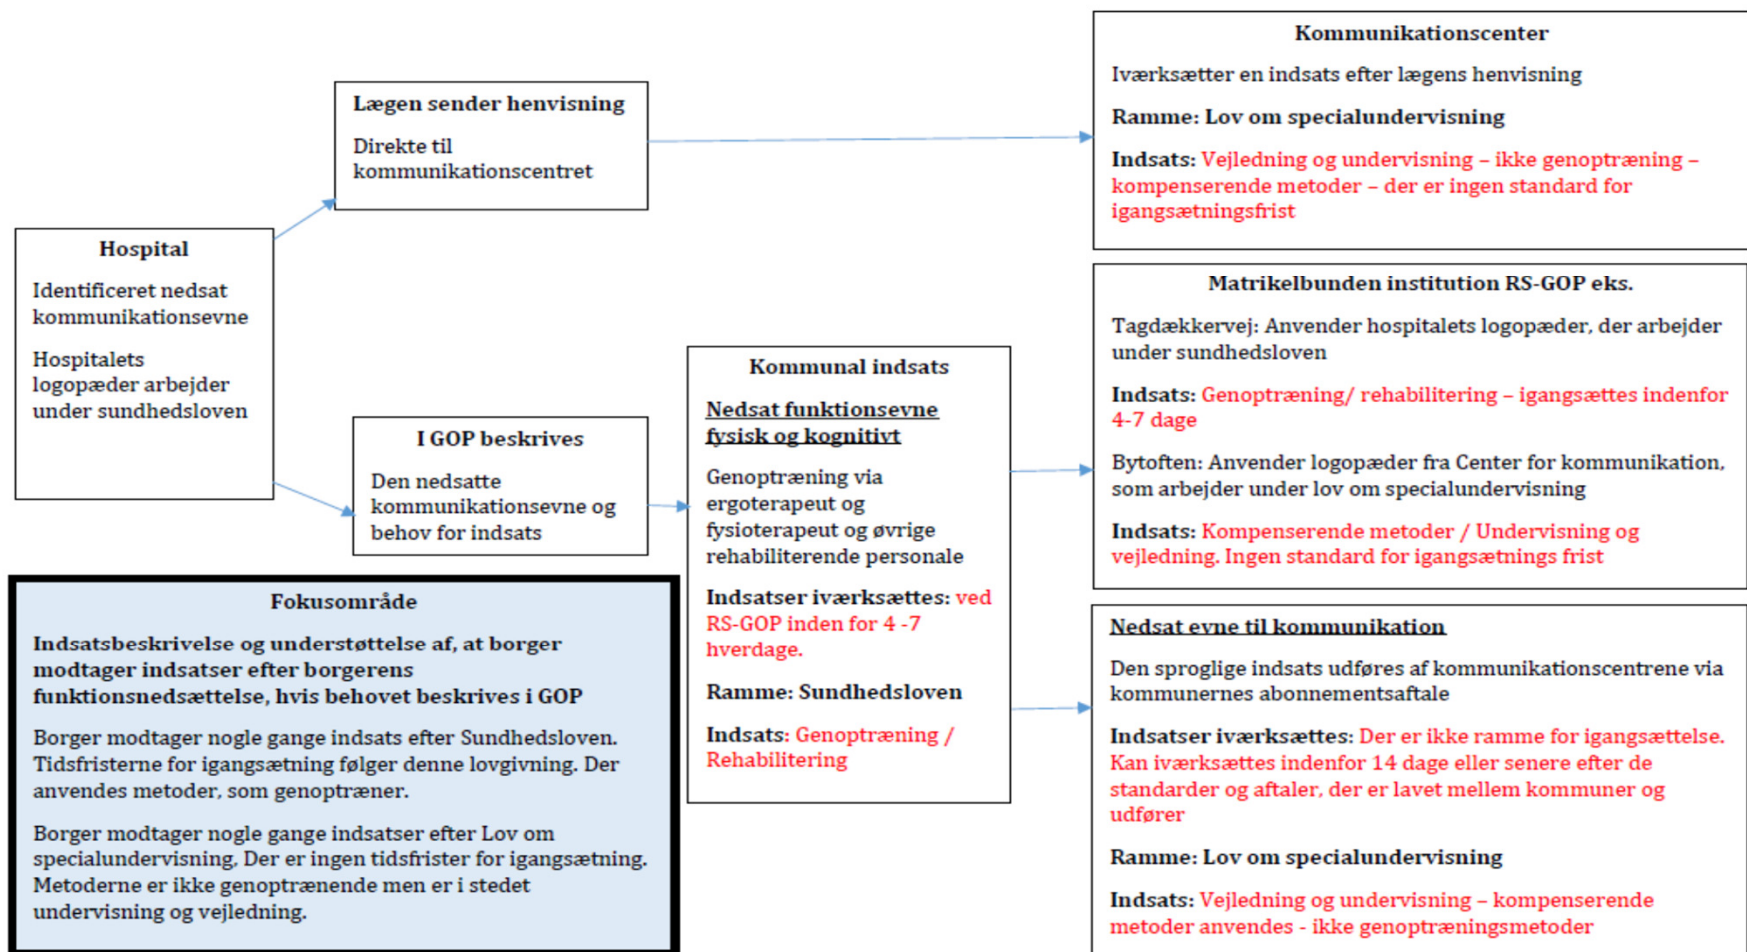 Hospital
Identificeret nedsat
kommunikationsevne
Hospitalets
logopæder arbejder
under sundhedsloven
Lægen sender henvisning
Direkte til
kommunikationscentret
I GOP beskrives
Den nedsatte
kommunikationsevne og
behov for indsats
Fokusområde
Indsatsbeskrivelse og understøttelse af, at borger
modtager indsatser efter borgerens
funktionsnedsættelse, hvis behovet beskrives i GOP
Borger modtager nogle gange indsats efter Sundhedsloven.
Tidsfristerne for igangsætning følger denne lovgivning. Der
anvendes metoder, som genoptræner.
Borger modtager nogle gange indsatser efter Lov om
specialundervisning, Der er ingen tidsfrister for igangsætning.
Metoderne er ikke genoptrænende men er i stedet
undervisning og vejledning.
Kommunal indsats
Nedsat funktionsevne
fysisk og kognitivt
Genoptræning via
ergoterapeut og
fysioterapeut og øvrige
rehabiliterende personale
Indsatser iværksættes: ved
RS-GOP inden for 4 -7
hverdage.
Ramme: Sundhedsloven
Indsats: Genoptræning /
Rehabilitering
Kommunikationscenter
Iværksætter en indsats efter lægens henvisning
Ramme: Lov om specialundervisning
Indsats: Vejledning og undervisning – ikke genoptræning –
kompenserende metoder – der er ingen standard for
igangsætningsfrist
Matrikelbunden institution RS-GOP eks.
Tagdækkervej: Anvender hospitalets logopæder, der arbejder
under sundhedsloven
Indsats: Genoptræning/ rehabilitering – igangsættes indenfor
4-7 dage
Bytoften: Anvender logopæder fra Center for kommunikation,
som arbejder under lov om specialundervisning
Indsats: Kompenserende metoder / Undervisning og
vejledning. Ingen standard for igangsætnings frist
Nedsat evne til kommunikation
Den sproglige indsats udføres af kommunikationscentrene via
kommunernes abonnementsaftale
Indsatser iværksættes: Der er ikke ramme for igangsættelse.
Kan iværksættes indenfor 14 dage eller senere efter de
standarder og aftaler, der er lavet mellem kommuner og
udfører
Ramme: Lov om specialundervisning
Indsats: Vejledning og undervisning – kompenserende
metoder anvendes - ikke genoptræningsmetoder